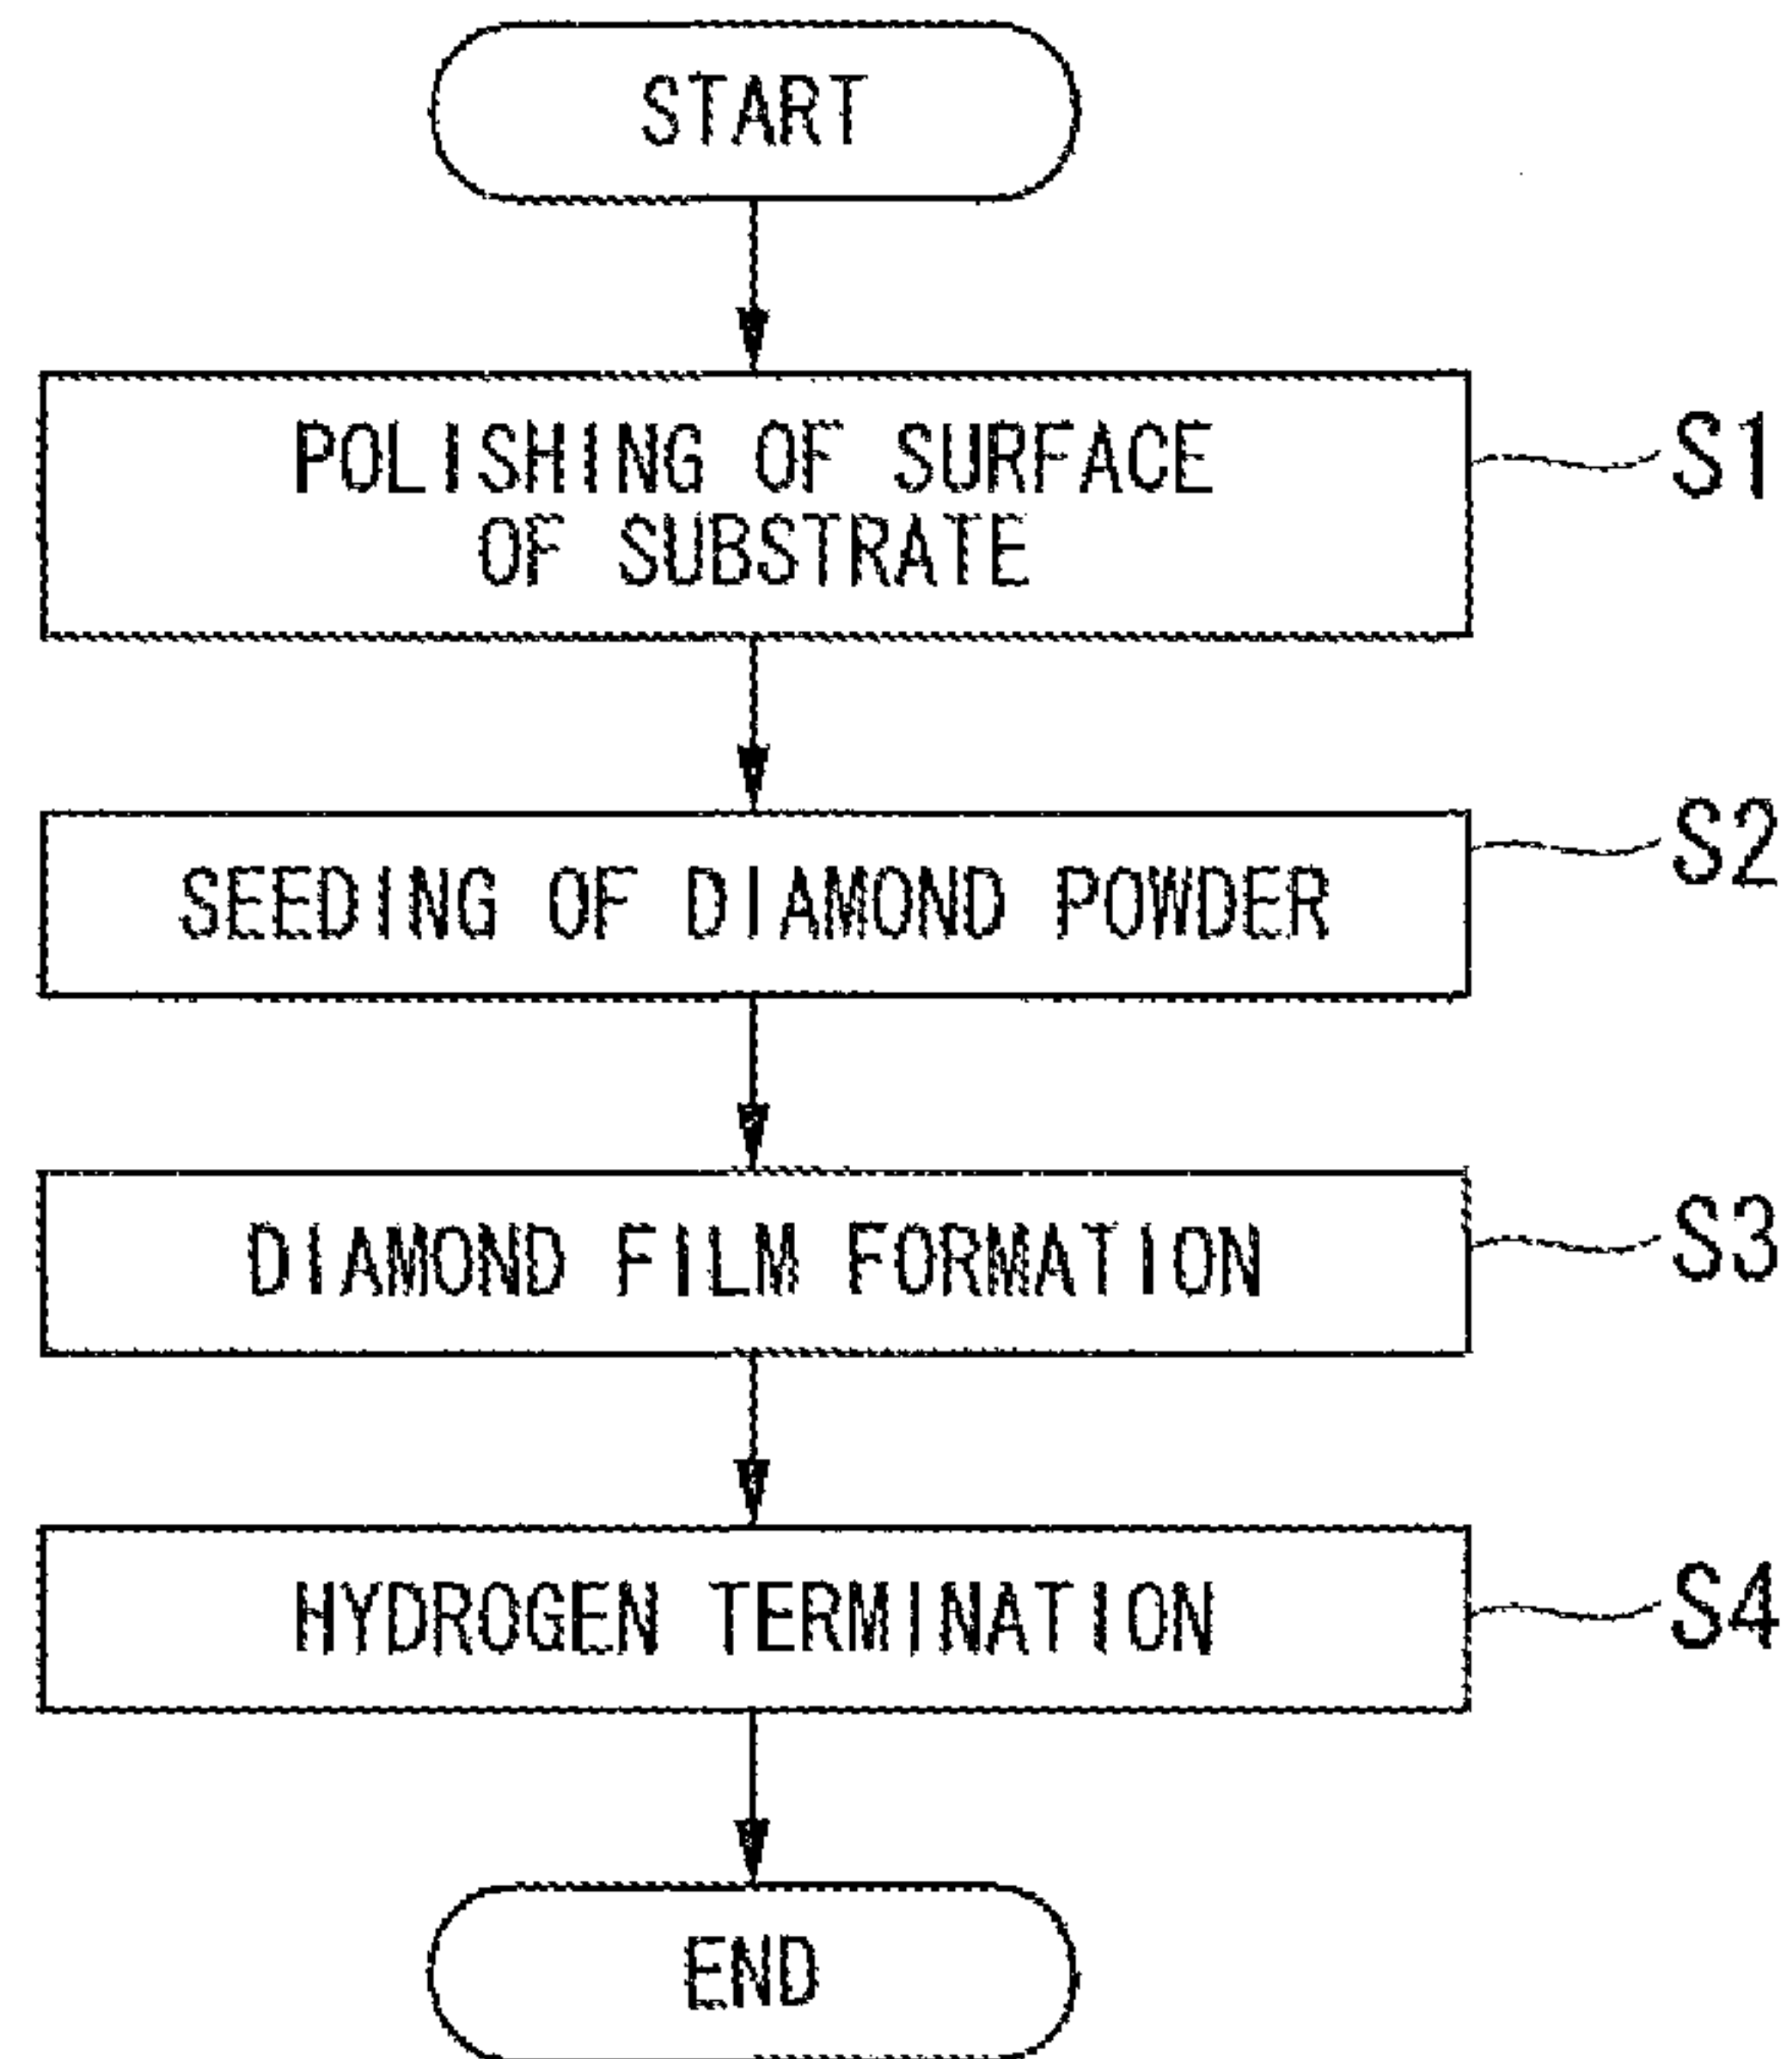 START
POLISHING OF SURFACE
OF SUBSTRATE
S1
SEEDING OF DIAMOND POWDER
S2
DIAMOND FILM FORMATION
S3
HYDROGEN TERMINATION
S4
END